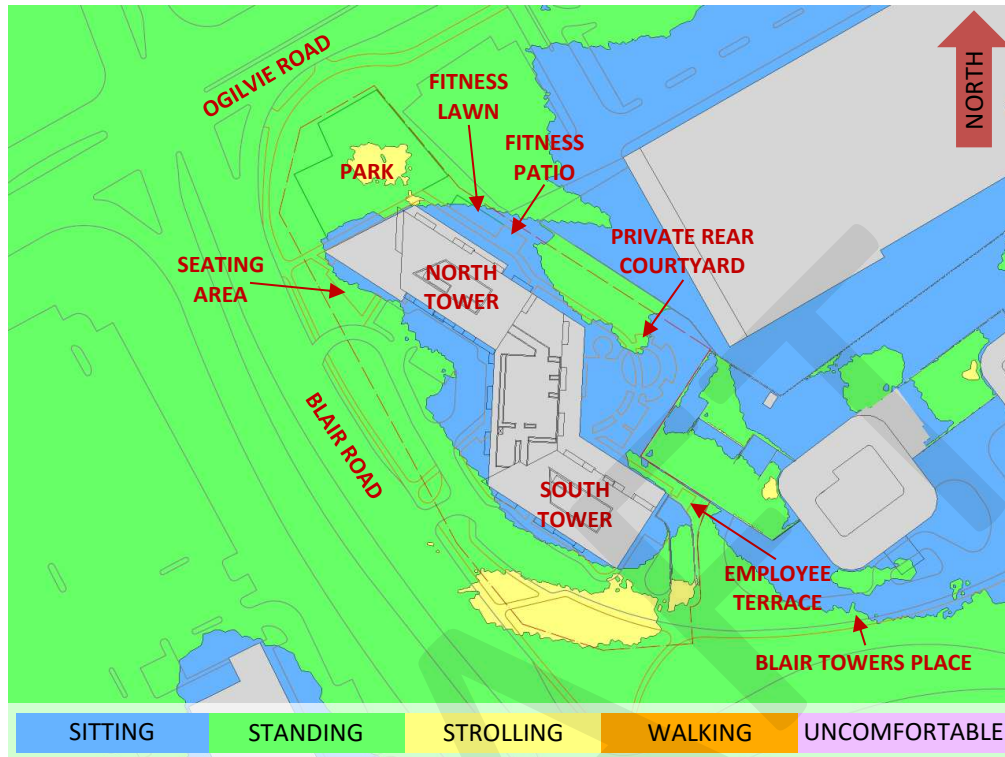 OGILVIE ROAD
NORTH
FITNESS
LAWN
FITNESS
PATIO
PARK
PRIVATE REAR
COURTYARD
SEATING
AREA
NORTH
TOWER
BLAIR ROAD
SOUTH
TOWER
EMPLOYEE
TERRACE
BLAIR TOWERS PLACE
SITTING
STANDING
STROLLING
WALKING
UNCOMFORTABLE